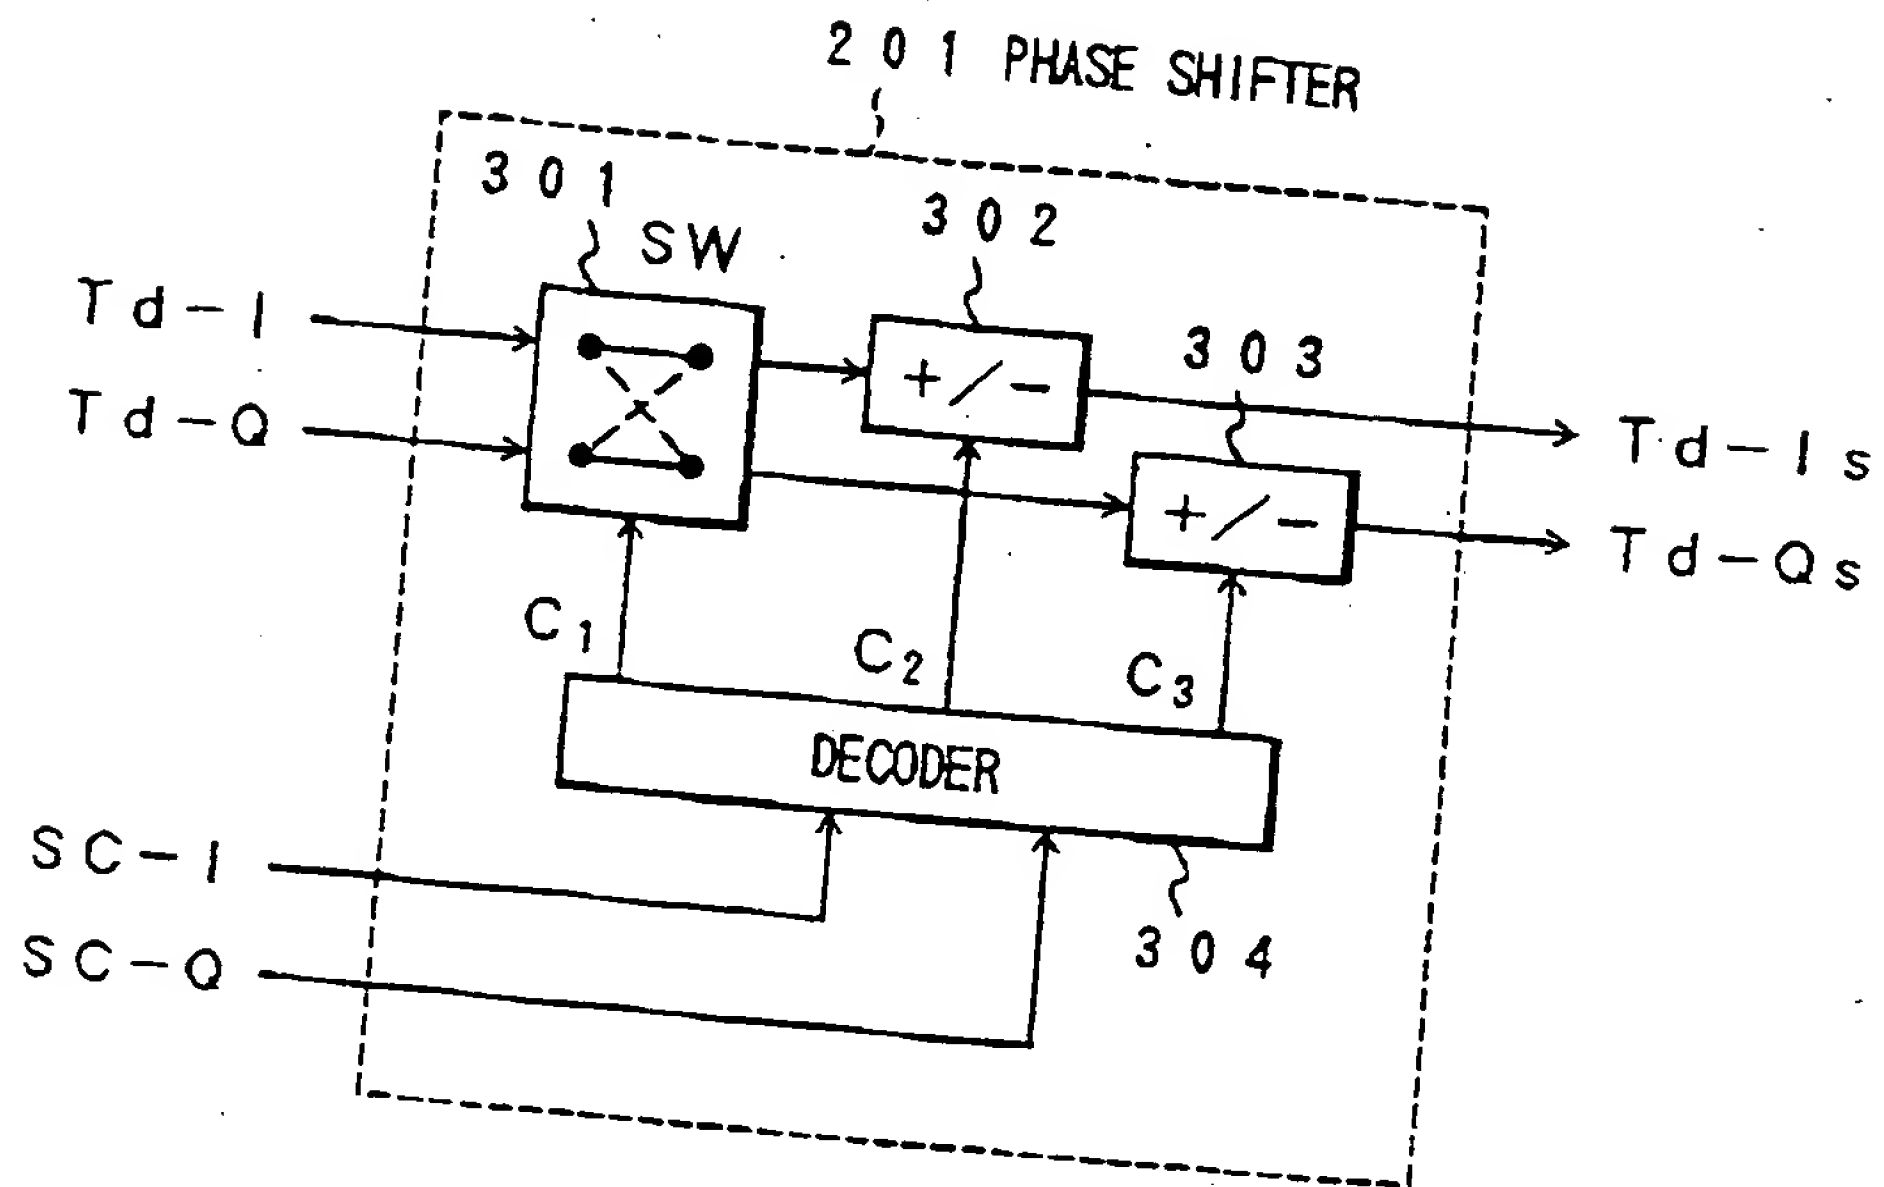 201 PHASE SHIFTER
301
SW
302
303
Td-I
Td-Q
+/-
+/-
Td-Is
Td-Qs
C1
C2
C3
DECODER
SC-I
SC-Q
304